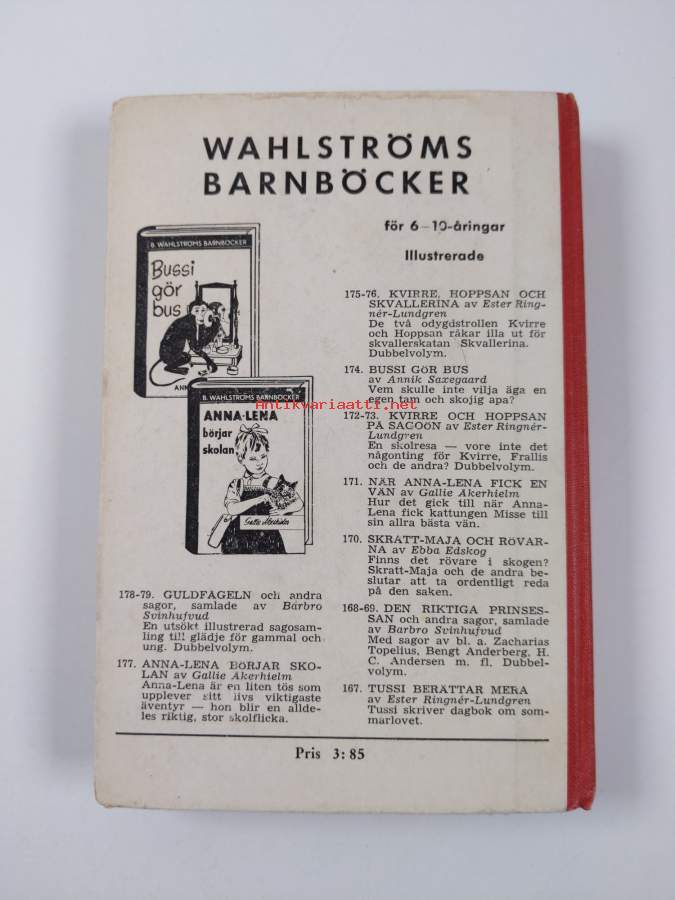 WAHLSTRÖMS
BARNBÖCKER
för 6–10-åringar
Illustrerade
B. WAHLSTRÖMS BARNBÖCKER
Bussi
gör
bus
ANN
B. WAHLSTRÖMS BARNBÖCKER
ANNA-LENA
börjar
skolan
Antikvariaatti.net
178-79. GULDFÅGELN och andra
sagor, samlade av Barbro
Svinhufvud
En utsökt illustrerad sagosam-
ling till glädje för gammal och
ung. Dubbelvolym.
177. ANNA-LENA BÖRJAR SKO-
LAN av Gallie Åkerhielm
Anna-Lena är en liten tös som
upplever sitt livs viktigaste
äventyr — hon blir en allde-
les riktig, stor skolflicka.
175-76. KVIRRE, HOPPSAN OCH
SKVALLERINA av Ester Ring-
nér-Lundgren
De två odygdstrollen Kvirre
och Hoppsan råkar illa ut för
skvallerskatan Skvallerina.
Dubbelvolym.
174. BUSSI GÖR BUS
av Annik Saxegaard
Vem skulle inte vilja äga en
egen tam och skojig apa?
172-73. KVIRRE OCH HOPPSAN
PÅ SAGOÖN av Ester Ringnér-
Lundgren
En skolresa — vore inte det
någonting för Kvirre, Frallis
och de andra? Dubbelvolym.
171. NÄR ANNA-LENA FICK EN
VÄN av Gallie Åkerhielm
Hur det gick till när Anna-
Lena fick kattungen Misse till
sin allra bästa vän.
170. SKRATT-MAJA OCH RÖVAR-
NA av Ebba Edskog
Finns det rövare i skogen?
Skratt-Maja och de andra be-
slutar att ta ordentligt reda
på den saken.
168-69. DEN RIKTIGA PRINSES-
SAN och andra sagor, samlade
av Barbro Svinhufvud
Med sagor av bl. a. Zacharias
Topelius, Bengt Anderberg, H.
C. Andersen m. fl. Dubbel-
volym.
167. TUSSI BERÄTTAR MERA
av Ester Ringnér-Lundgren
Tussi skriver dagbok om som-
marlovet.
Pris 3: 85